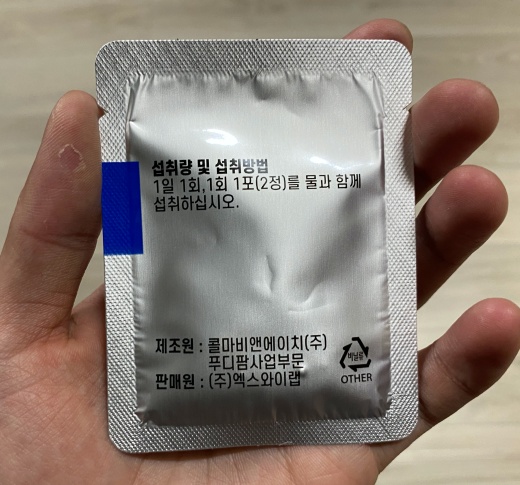 섭취량 및 섭취방법
1일 1회,1회 1포(2정)를 물과 함께
섭취하십시오.
제조원 : 콜마비앤에이치(주)
푸디팜사업부문
판매원 : (주)엑스와이랩
비닐류
OTHER